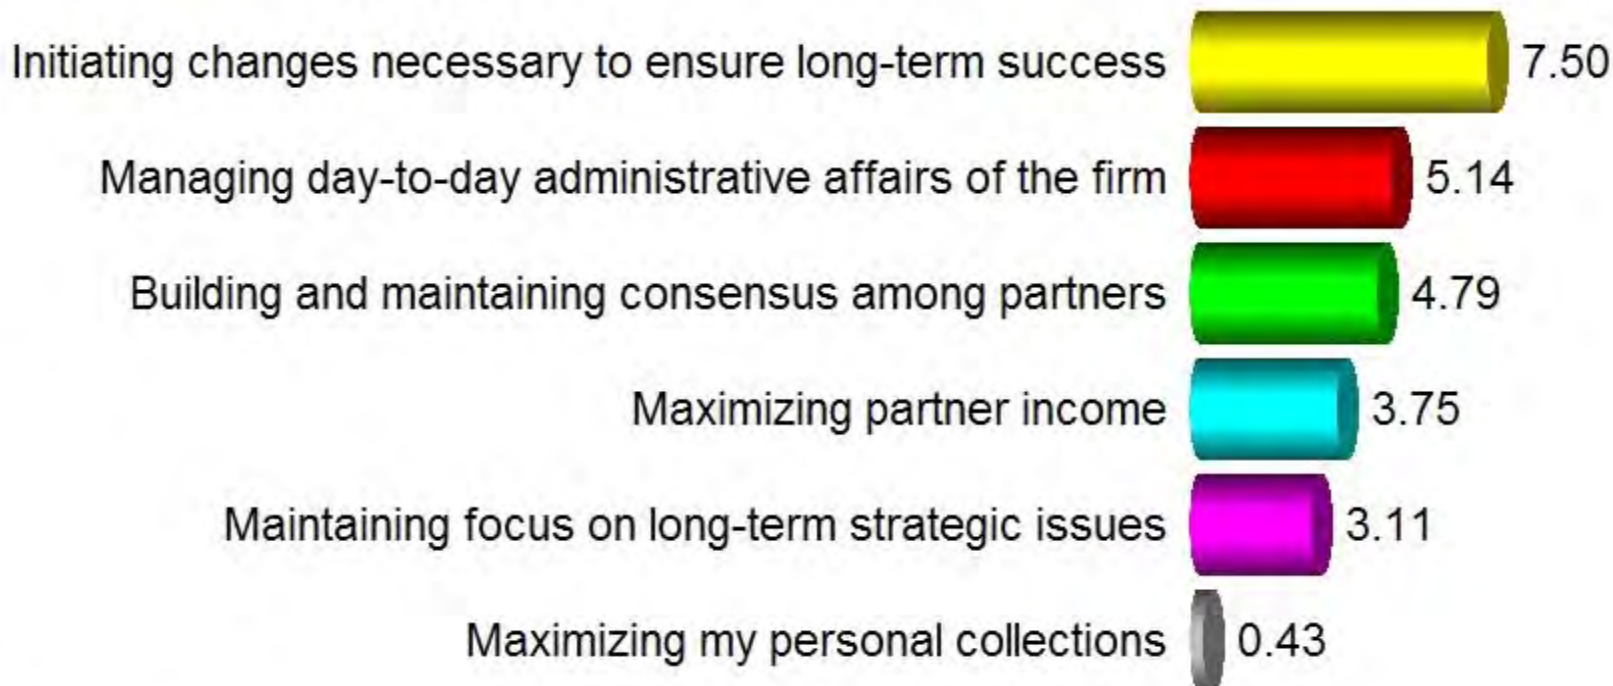 Initiating changes necessary to ensure long-term success 7.50
Managing day-to-day administrative affairs of the firm 5.14
Building and maintaining consensus among partners 4.79
Maximizing partner income 3.75
Maintaining focus on long-term strategic issues 3.11
Maximizing my personal collections 0.43